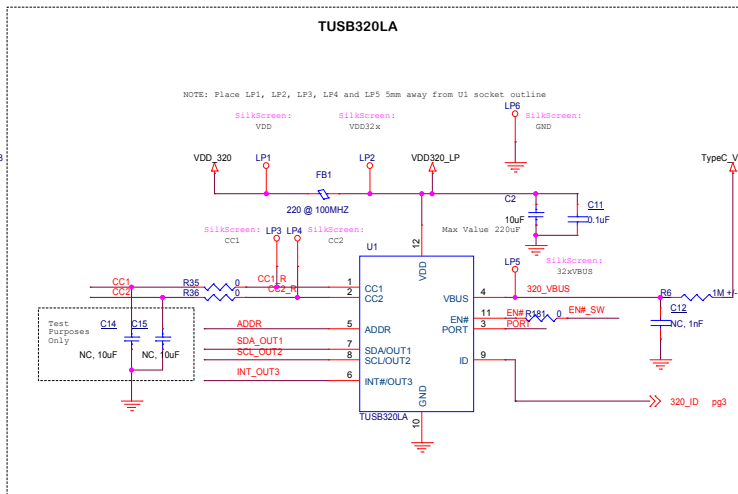 TUSB320LA
NOTE: Place LP1, LP2, LP3, LP4 and LP5 5mm away from U1 socket outline
SilkScreen:
VDD
SilkScreen:
VDD32x
LP6
SilkScreen:
GND
3
VDD_320
LP1
FB1
220 @ 100MHZ
LP2
VDD320_LP
TypeC_V
C2
10uF
C11
0.1uF
Max Value 220uF
SilkScreen:
CC1
LP3
LP4
SilkScreen:
CC2
U1
LP5
SilkScreen:
32xVBUS
CC1
R35
0
CC1_R
1
CC1
12
VDD
CC2
R36
0
CC2_R
2
CC2
VBUS
4
320_VBUS
R6
1M +/-
EN#
11
EN#
R181
0
EN#_SW
C12
NC, 1nF
Test
Purposes
Only
C14
C15
NC, 10uF
NC, 10uF
ADDR
5
ADDR
PORT
3
PORT
SDA_OUT1
7
SDA/OUT1
SCL_OUT2
8
SCL/OUT2
ID
9
INT_OUT3
6
INT#/OUT3
GND
10
TUSB320LA
320_ID
pg3